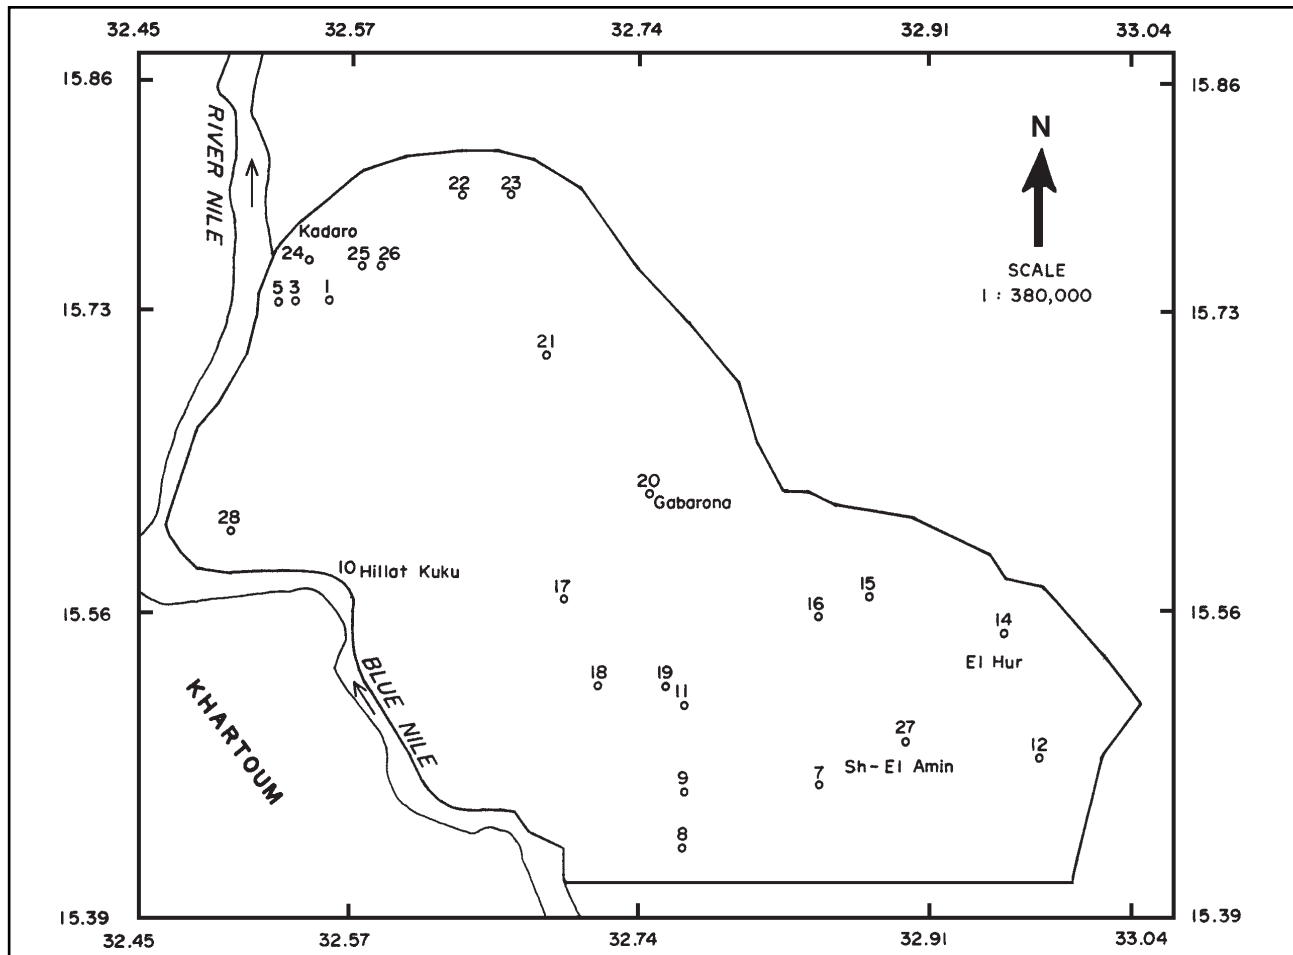 32.45 32.57 32.74 32.91 33.04
15.86 15.86
RIVER NILE
N
22 23
Kadaro
24 25 26
SCALE
1 : 380,000
5 3 1
15.73 15.73
21
20
Gabarona
28
10 Hillat Kuku
17 15
16
15.56 15.56
14
El Hur
18 19
11
BLUE NILE
KHARTOUM
27
12
Sh-El Amin
9 7
8
15.39 15.39
32.45 32.57 32.74 32.91 33.04